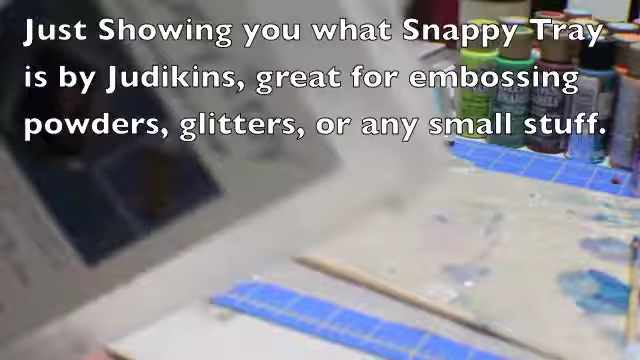 Just Showing you what Snappy Tray
is by Judikins, great for embossing
powders, glitters, or any small stuff.